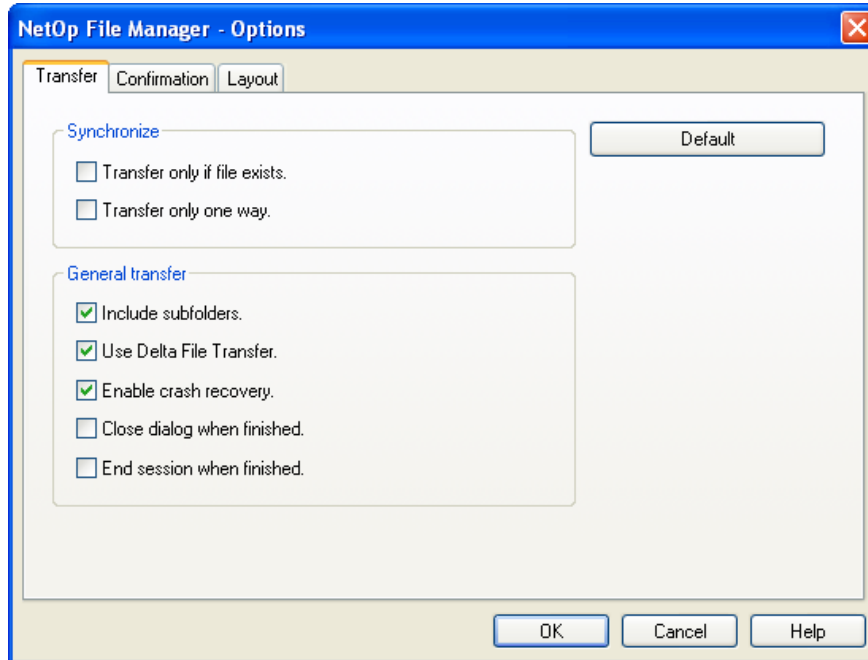 NetOp File Manager - Options
Transfer Confirmation Layout
Synchronize
Transfer only if file exists.
Transfer only one way.
Default
General transfer
Include subfolders.
Use Delta File Transfer.
Enable crash recovery.
Close dialog when finished.
End session when finished.
OK Cancel Help